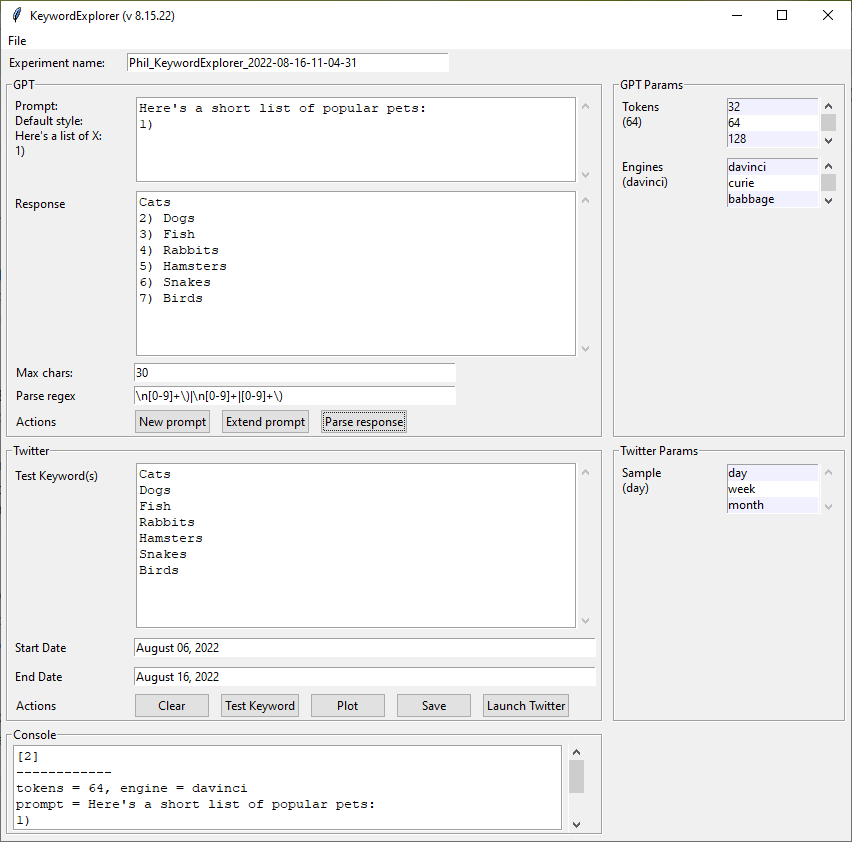 KeywordExplorer (v 8.15.22)
File
Experiment name: Phil_KeywordExplorer_2022-08-16-11-04-31
GPT
Prompt:
Default style:
Here's a list of X:
1)
Here's a short list of popular pets:
1)
Response
Cats
2) Dogs
3) Fish
4) Rabbits
5) Hamsters
6) Snakes
7) Birds
Max chars: 30
Parse regex \n[0-9]+\)|\n[0-9]+|[0-9]+\)
Actions New prompt Extend prompt Parse response
GPT Params
Tokens
(64)
32
64
128
Engines
(davinci)
davinci
curie
babbage
Twitter
Test Keyword(s)
Cats
Dogs
Fish
Rabbits
Hamsters
Snakes
Birds
Start Date August 06, 2022
End Date August 16, 2022
Actions Clear Test Keyword Plot Save Launch Twitter
Twitter Params
Sample
(day)
day
week
month
Console
[2]
------------
tokens = 64, engine = davinci
prompt = Here's a short list of popular pets:
1)